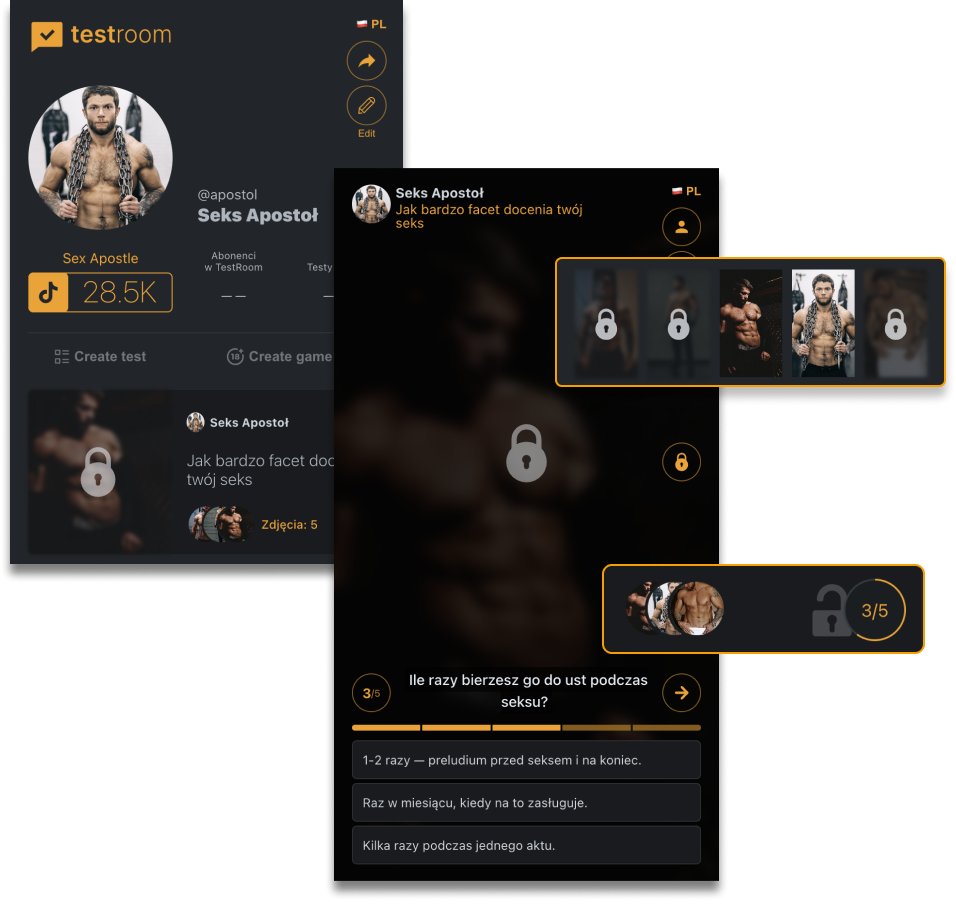 testroom
PL
Edit
@apostol
Seks Apostoł
Sex Apostle
28.5K
Abonenci
w TestRoom
Testy
——
—
Create test
18+ Create game
Seks Apostoł
Jak bardzo facet doc
twój seks
Zdjęcia: 5
Seks Apostoł
Jak bardzo facet docenia twój
seks
PL
3/5
3/5
Ile razy bierzesz go do ust podczas
seksu?
1-2 razy — preludium przed seksem i na koniec.
Raz w miesiącu, kiedy na to zasługuje.
Kilka razy podczas jednego aktu.